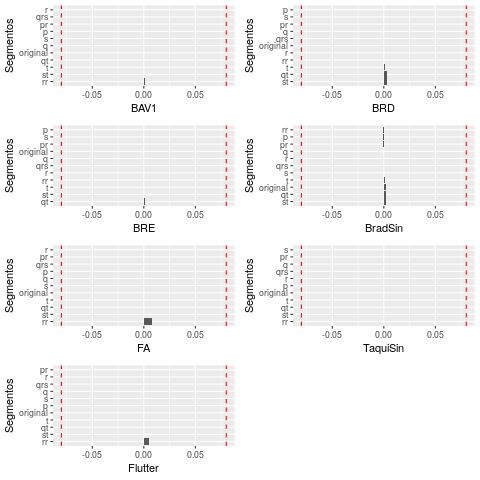 Segmentos
r
qrs
p
s
q
original
qt
t
st
rr
-0.05 0.00 0.05
BAV1
Segmentos
p
s
q
qrs
original
r
t
qt
st
rr
-0.05 0.00 0.05
BRD
Segmentos
p
s
pr
original
q
r
qrs
rr
t
st
qt
-0.05 0.00 0.05
BRE
Segmentos
rr
p
pr
q
r
s
t
original
qt
st
-0.05 0.00 0.05
BradSin
Segmentos
r
pr
qrs
p
q
s
original
t
qt
st
rr
-0.05 0.00 0.05
FA
Segmentos
s
pr
q
qrs
r
p
original
t
qt
st
rr
-0.05 0.00 0.05
TaquiSin
Segmentos
pr
r
qrs
q
s
p
original
t
qt
st
rr
-0.05 0.00 0.05
Flutter